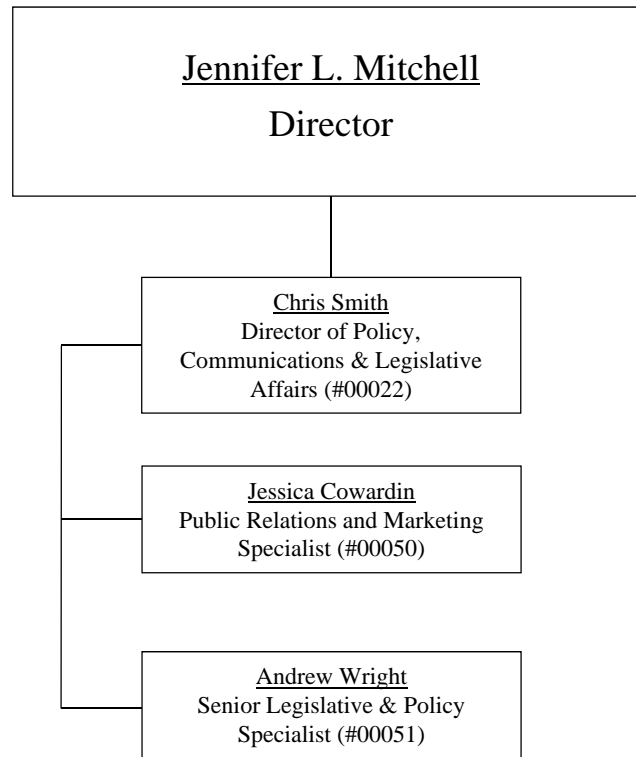 Jennifer L. Mitchell
Director
Chris Smith
Director of Policy,
Communications & Legislative
Affairs (#00022)
Jessica Cowardin
Public Relations and Marketing
Specialist (#00050)
Andrew Wright
Senior Legislative & Policy
Specialist (#00051)